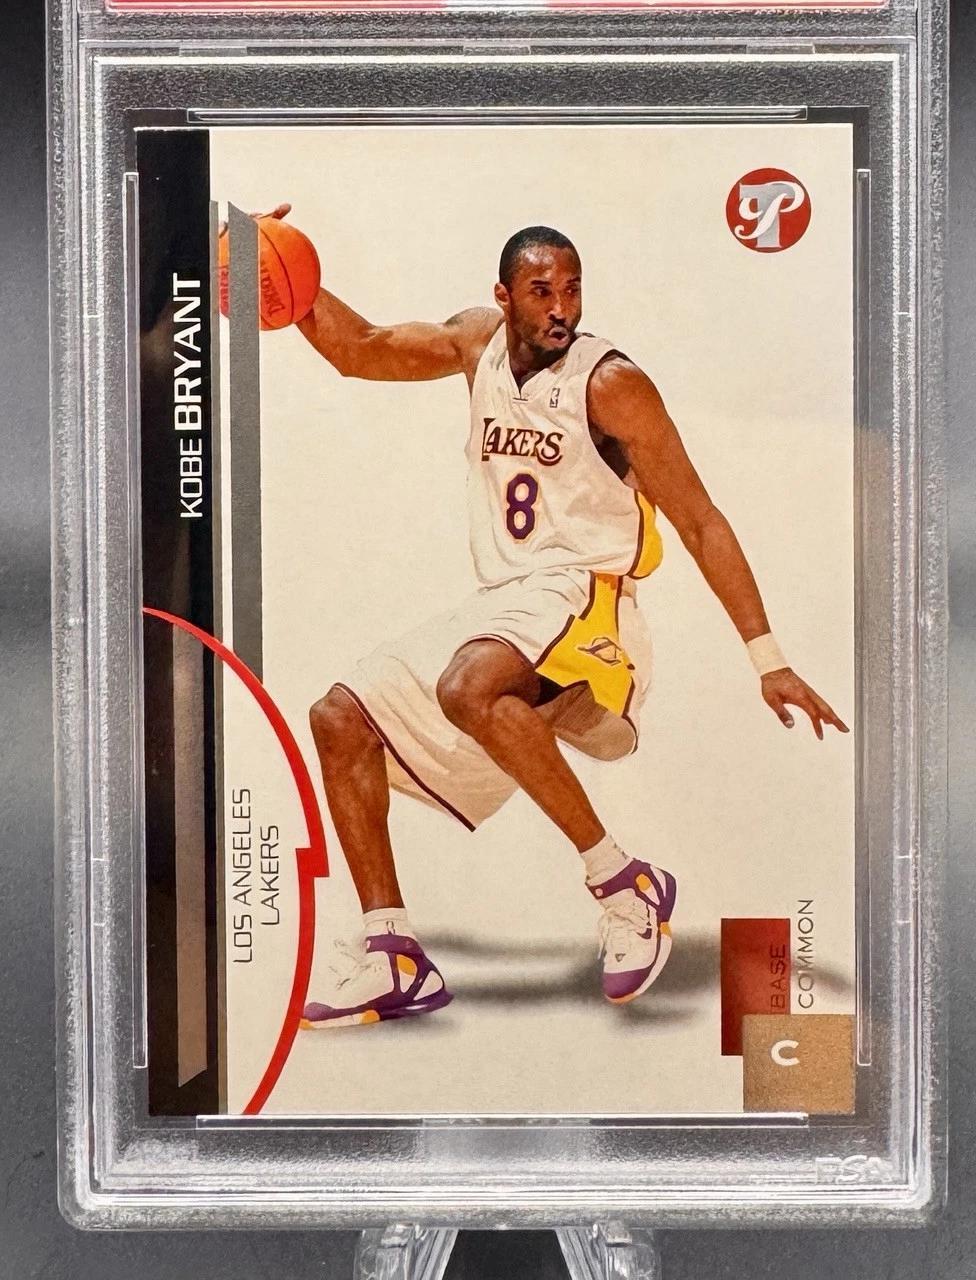 KOBE BRYANT
LAKERS
8
LOS ANGELES
LAKERS
BASE
COMMON
C
PSA